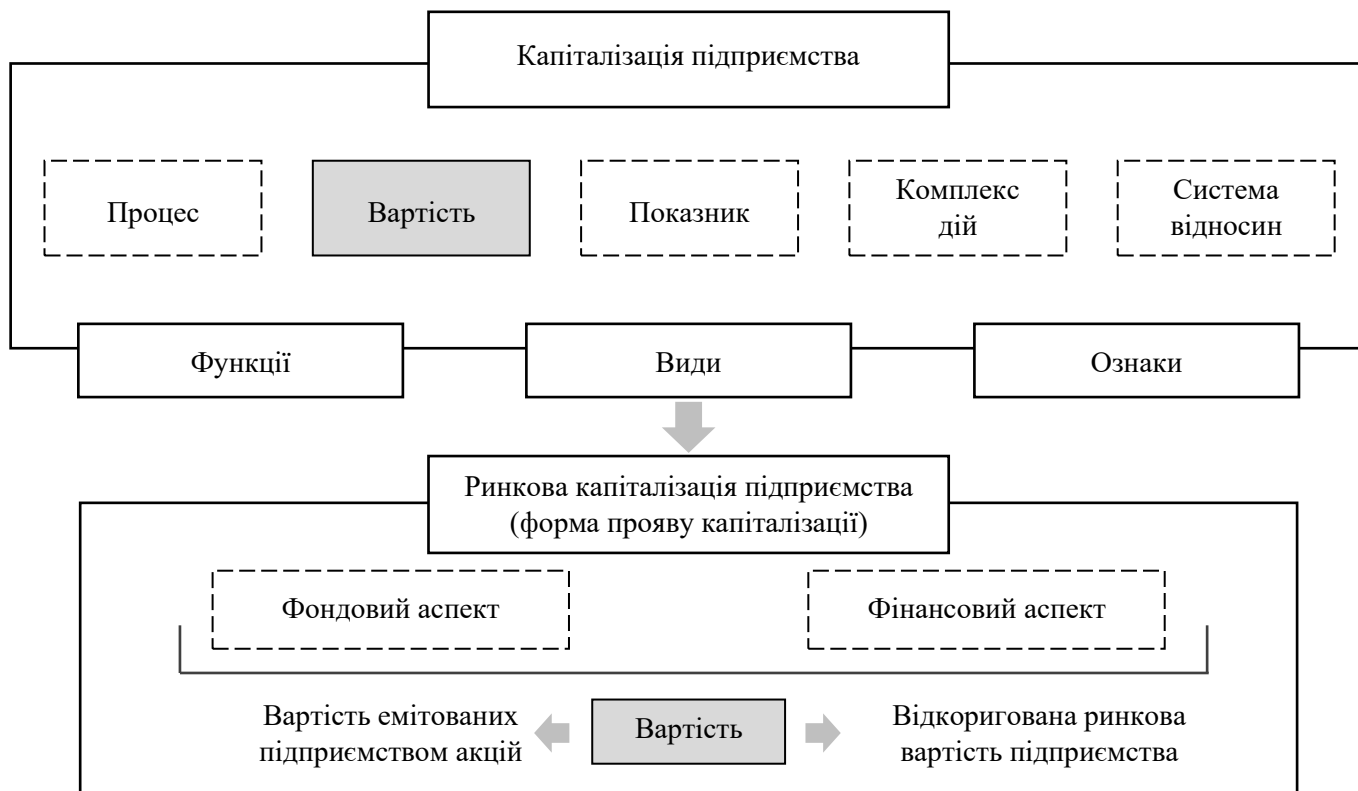 Капіталізація підприємства
Процес
Вартість
Показник
Комплекс
дій
Система
відносин
Функції
Види
Ознаки
Ринкова капіталізація підприємства
(форма прояву капіталізації)
Фондовий аспект
Фінансовий аспект
Вартість емітованих
підприємством акцій
Вартість
Відкоригована ринкова
вартість підприємства